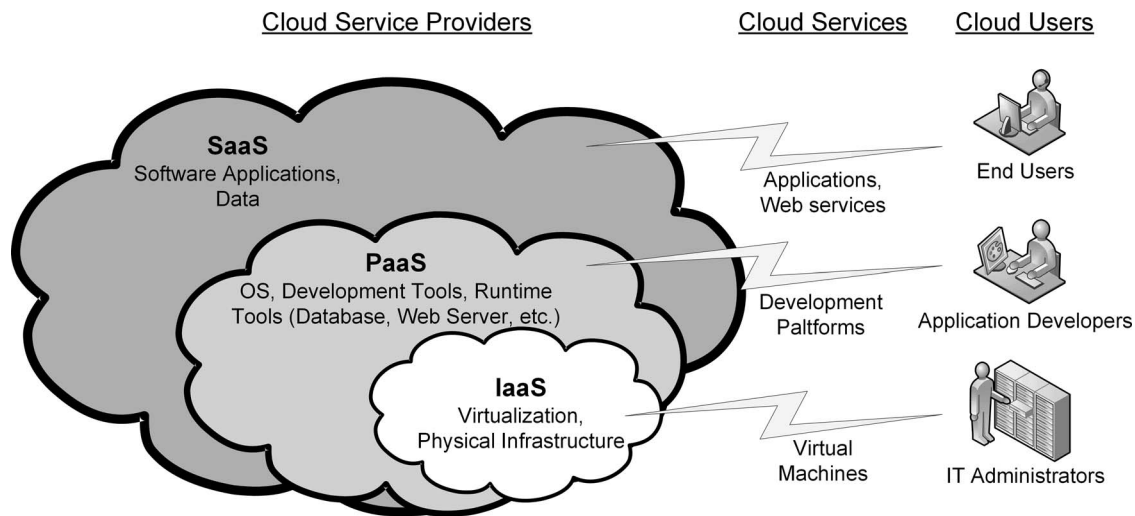 Cloud Service Providers
Cloud Services
Cloud Users
SaaS
Software Applications,
Data
Applications,
Web services
End Users
PaaS
OS, Development Tools, Runtime
Tools (Database, Web Server, etc.)
Development
Paltforms
Application Developers
IaaS
Virtualization,
Physical Infrastructure
Virtual
Machines
IT Administrators